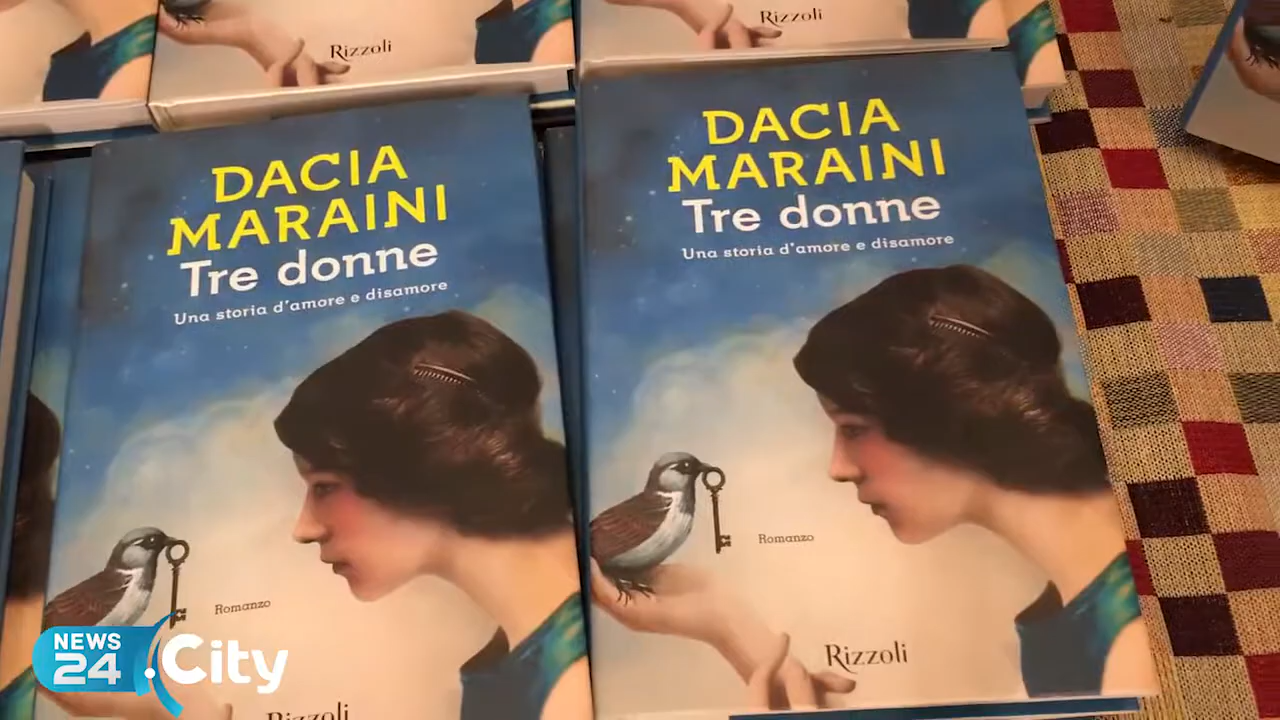 Rizzoli
Rizzoli
DACIA
MARAINI
Tre donne
Una storia d'amore e disamore
Romanzo
Rizzoli
DACIA
MARAINI
Tre donne
Una storia d'amore e disamore
Romanzo
Rizzoli
NEWS
24
.City